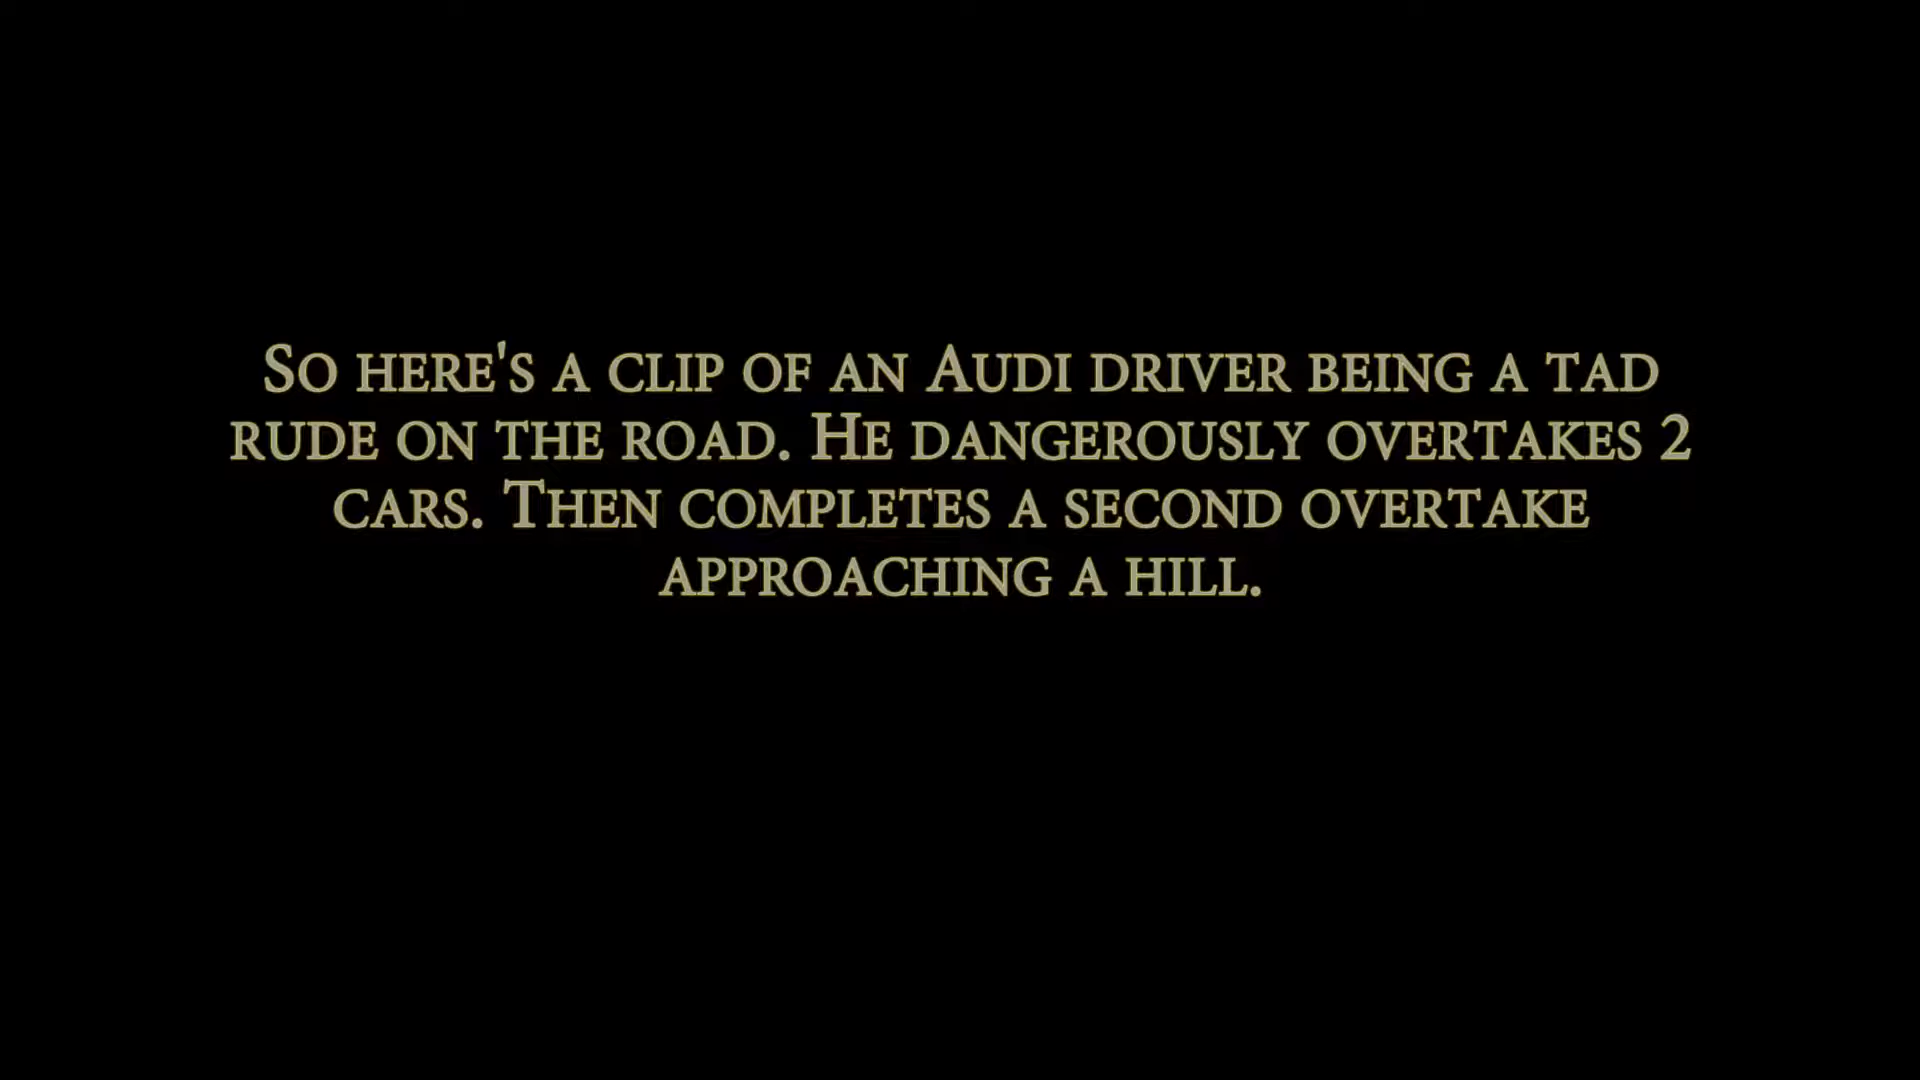 So here's a clip of an Audi driver being a tad
rude on the road. He dangerously overtakes 2
cars. Then completes a second overtake
approaching a hill.